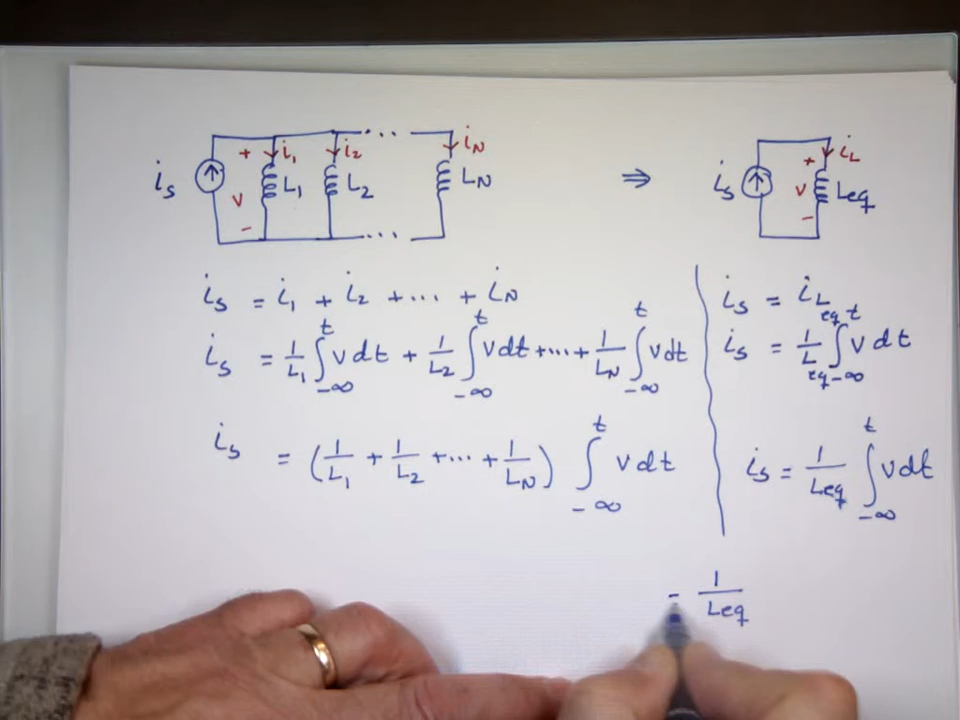 i_s + v - i_1 L_1 i_2 L_2 ... i_N L_N ⇒ i_s + v - i_L L_eq
...
i_s = i_1 + i_2 + ... + i_N
i_s = 1/L_1 ∫_{-∞}^{t} v dt + 1/L_2 ∫_{-∞}^{t} v dt + ... + 1/L_N ∫_{-∞}^{t} v dt
i_s = (1/L_1 + 1/L_2 + ... + 1/L_N) ∫_{-∞}^{t} v dt
i_s = i_L_eq
i_s = 1/L_eq ∫_{-∞}^{t} v dt
i_s = 1/L_eq ∫_{-∞}^{t} v dt
- 1/L_eq